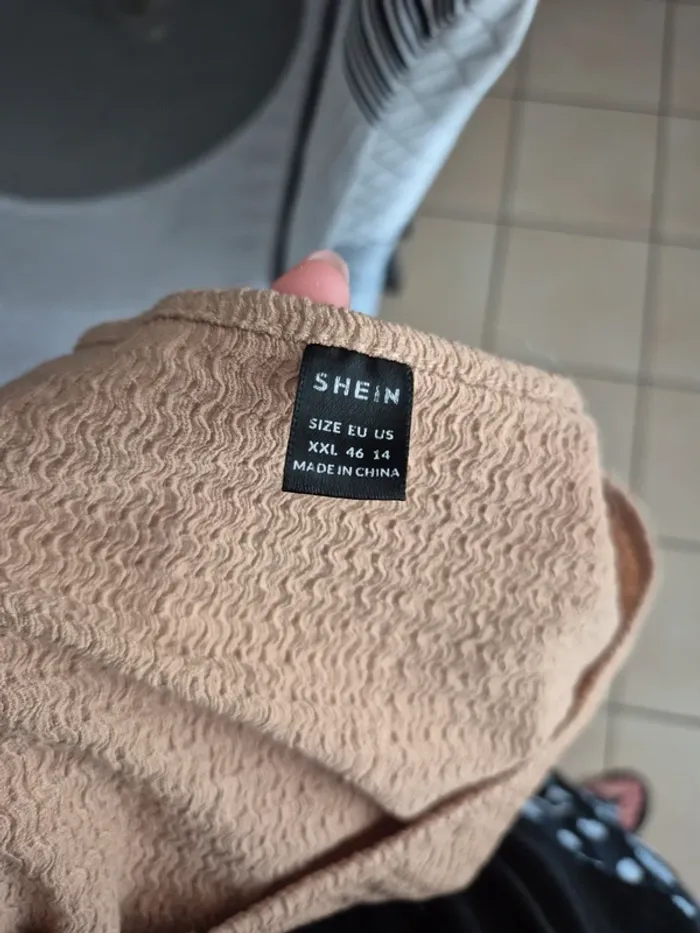 SHEIN
SIZE EU US
XXL 46 14
MADE IN CHINA